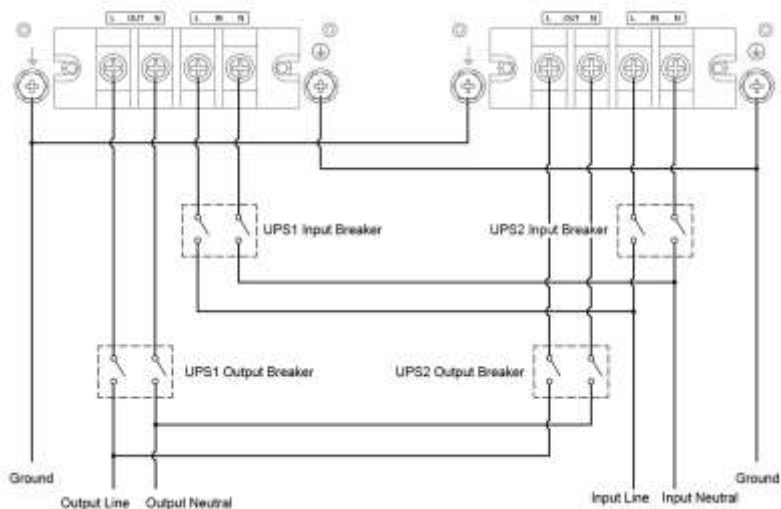 L OUT N L IN N
L OUT N L IN N
UPS1 Input Breaker
UPS2 Input Breaker
UPS1 Output Breaker
UPS2 Output Breaker
Ground
Ground
Output Line
Output Neutral
Input Line
Input Neutral